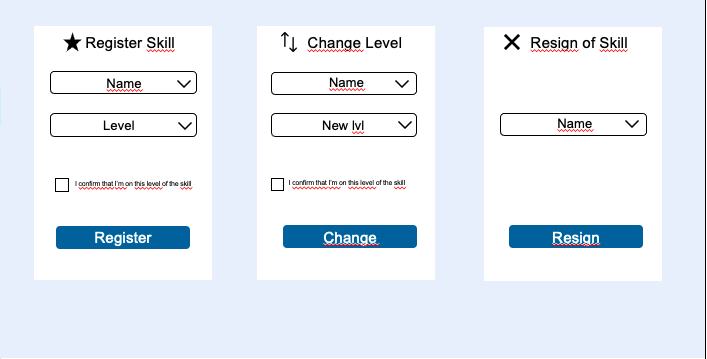 Register Skill
Name
Level
I confirm that I'm on this level of the skill
Register
Change Level
Name
New lvl
I confirm that I'm on this level of the skill
Change
Resign of Skill
Name
Resign